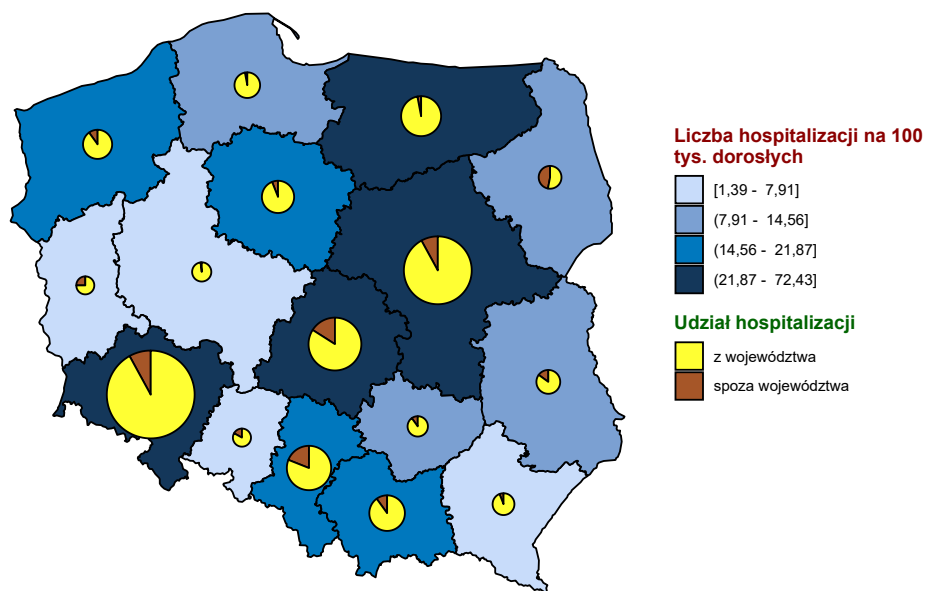 Liczba hospitalizacji na 100
tys. dorosłych
[1,39 - 7,91]
(7,91 - 14,56]
(14,56 - 21,87]
(21,87 - 72,43]
Udział hospitalizacji
z województwa
spoza województwa